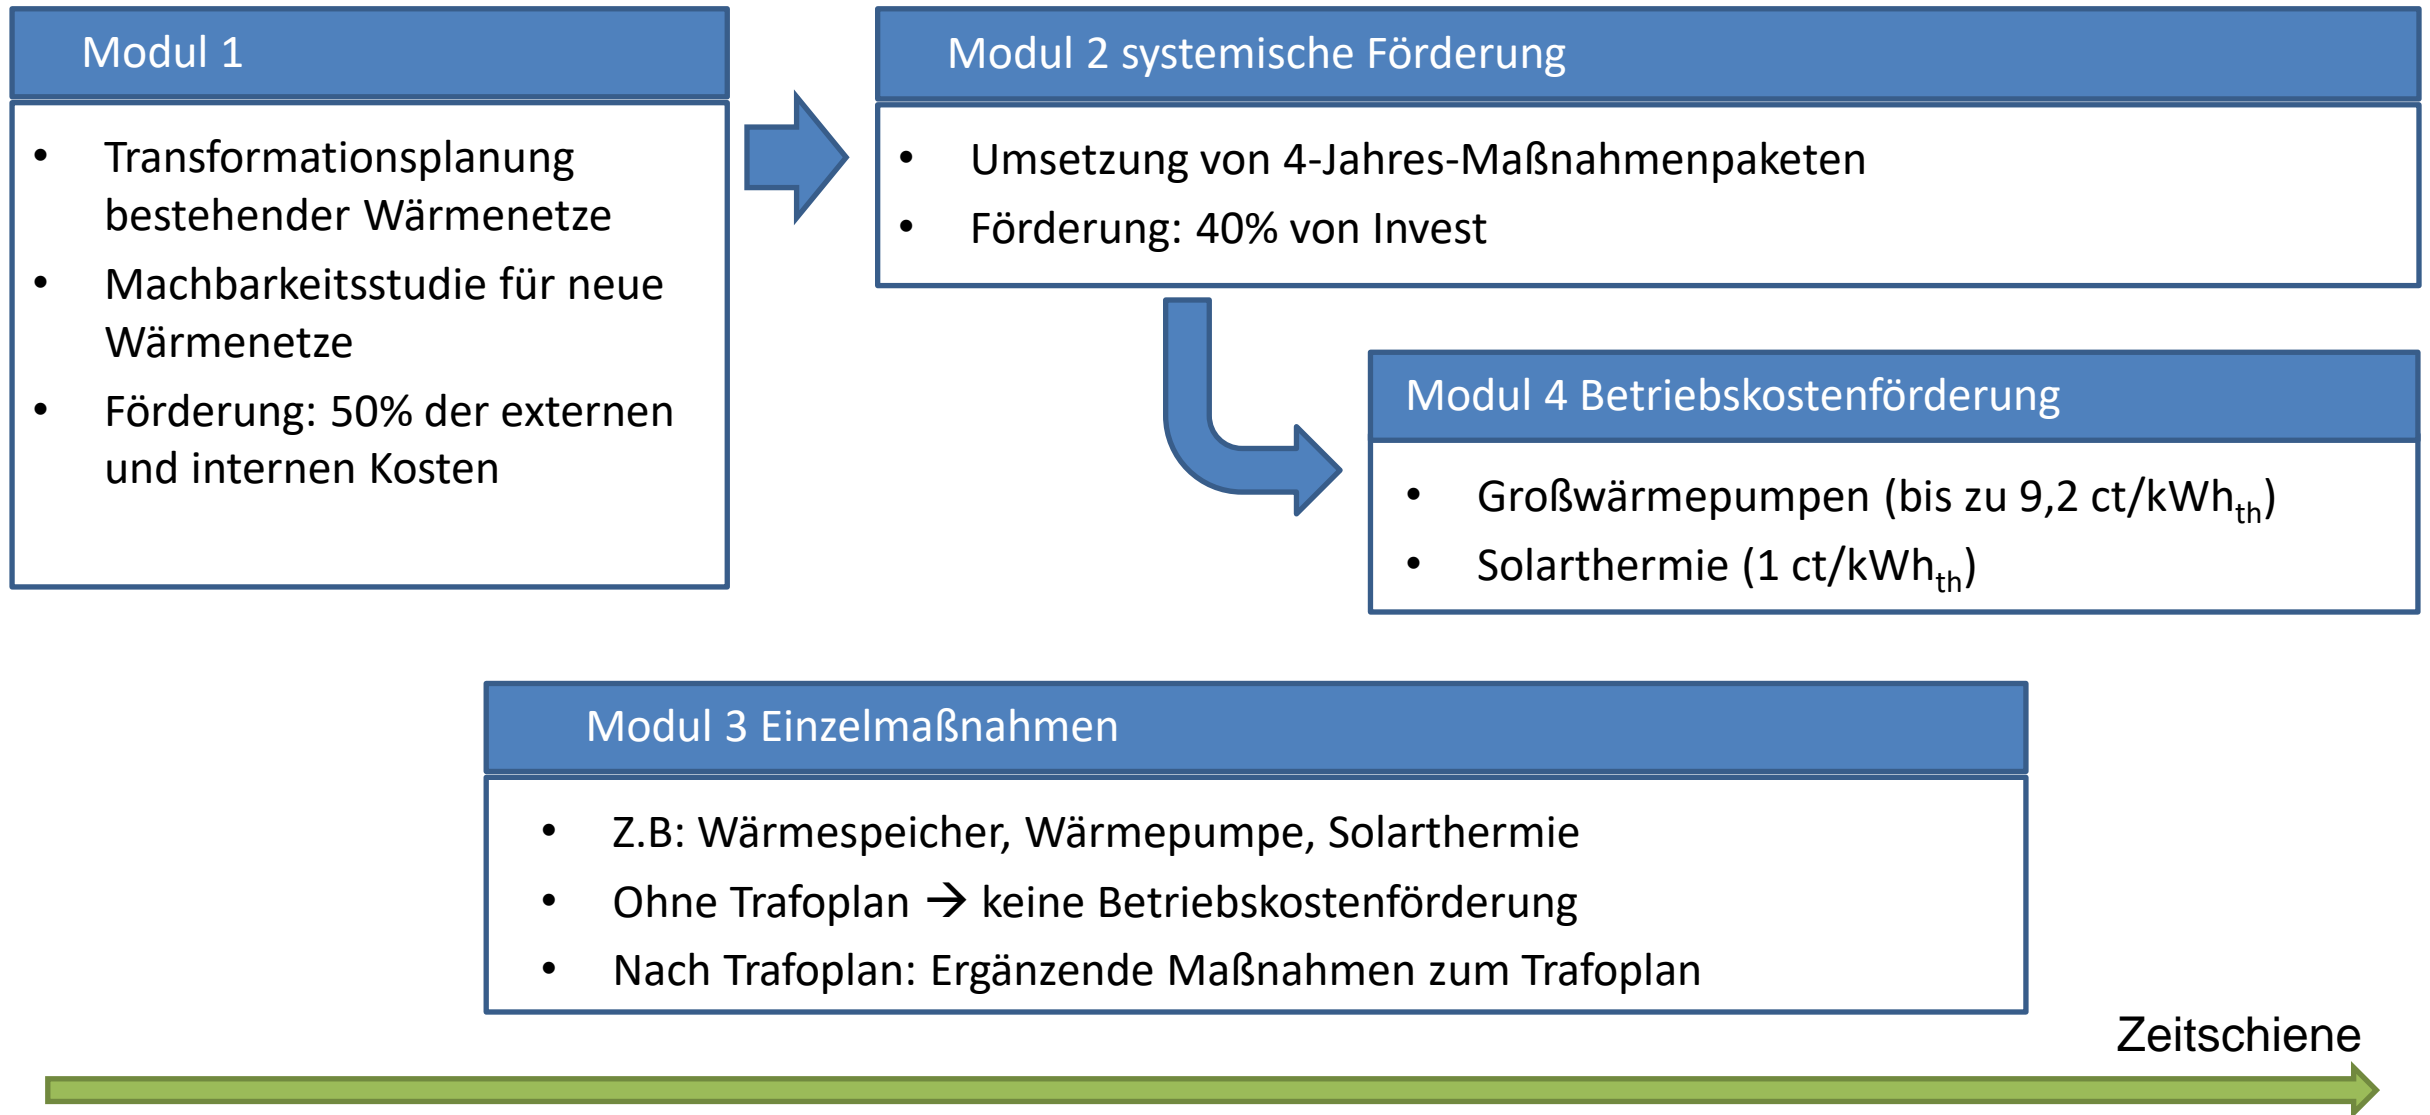 Modul 1
• Transformationsplanung
bestehender Wärmenetze
• Machbarkeitsstudie für neue
Wärmenetze
• Förderung: 50% der externen
und internen Kosten
Modul 2 systemische Förderung
• Umsetzung von 4-Jahres-Maßnahmenpaketen
• Förderung: 40% von Invest
Modul 4 Betriebskostenförderung
• Großwärmepumpen (bis zu 9,2 ct/kWhth)
• Solarthermie (1 ct/kWhth)
Modul 3 Einzelmaßnahmen
• Z.B: Wärmespeicher, Wärmepumpe, Solarthermie
• Ohne Trafoplan → keine Betriebskostenförderung
• Nach Trafoplan: Ergänzende Maßnahmen zum Trafoplan
Zeitschiene